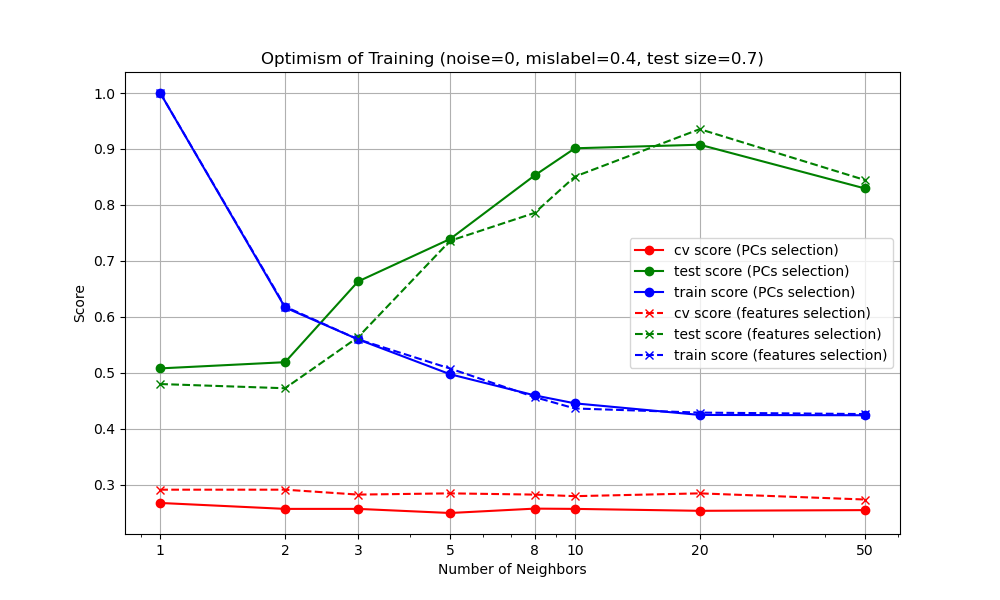 Optimism of Training (noise=0, mislabel=0.4, test size=0.7)
Score
1.0
0.9
0.8
0.7
0.6
0.5
0.4
0.3
cv score (PCs selection)
test score (PCs selection)
train score (PCs selection)
cv score (features selection)
test score (features selection)
train score (features selection)
1 2 3 5 8 10 20 50
Number of Neighbors